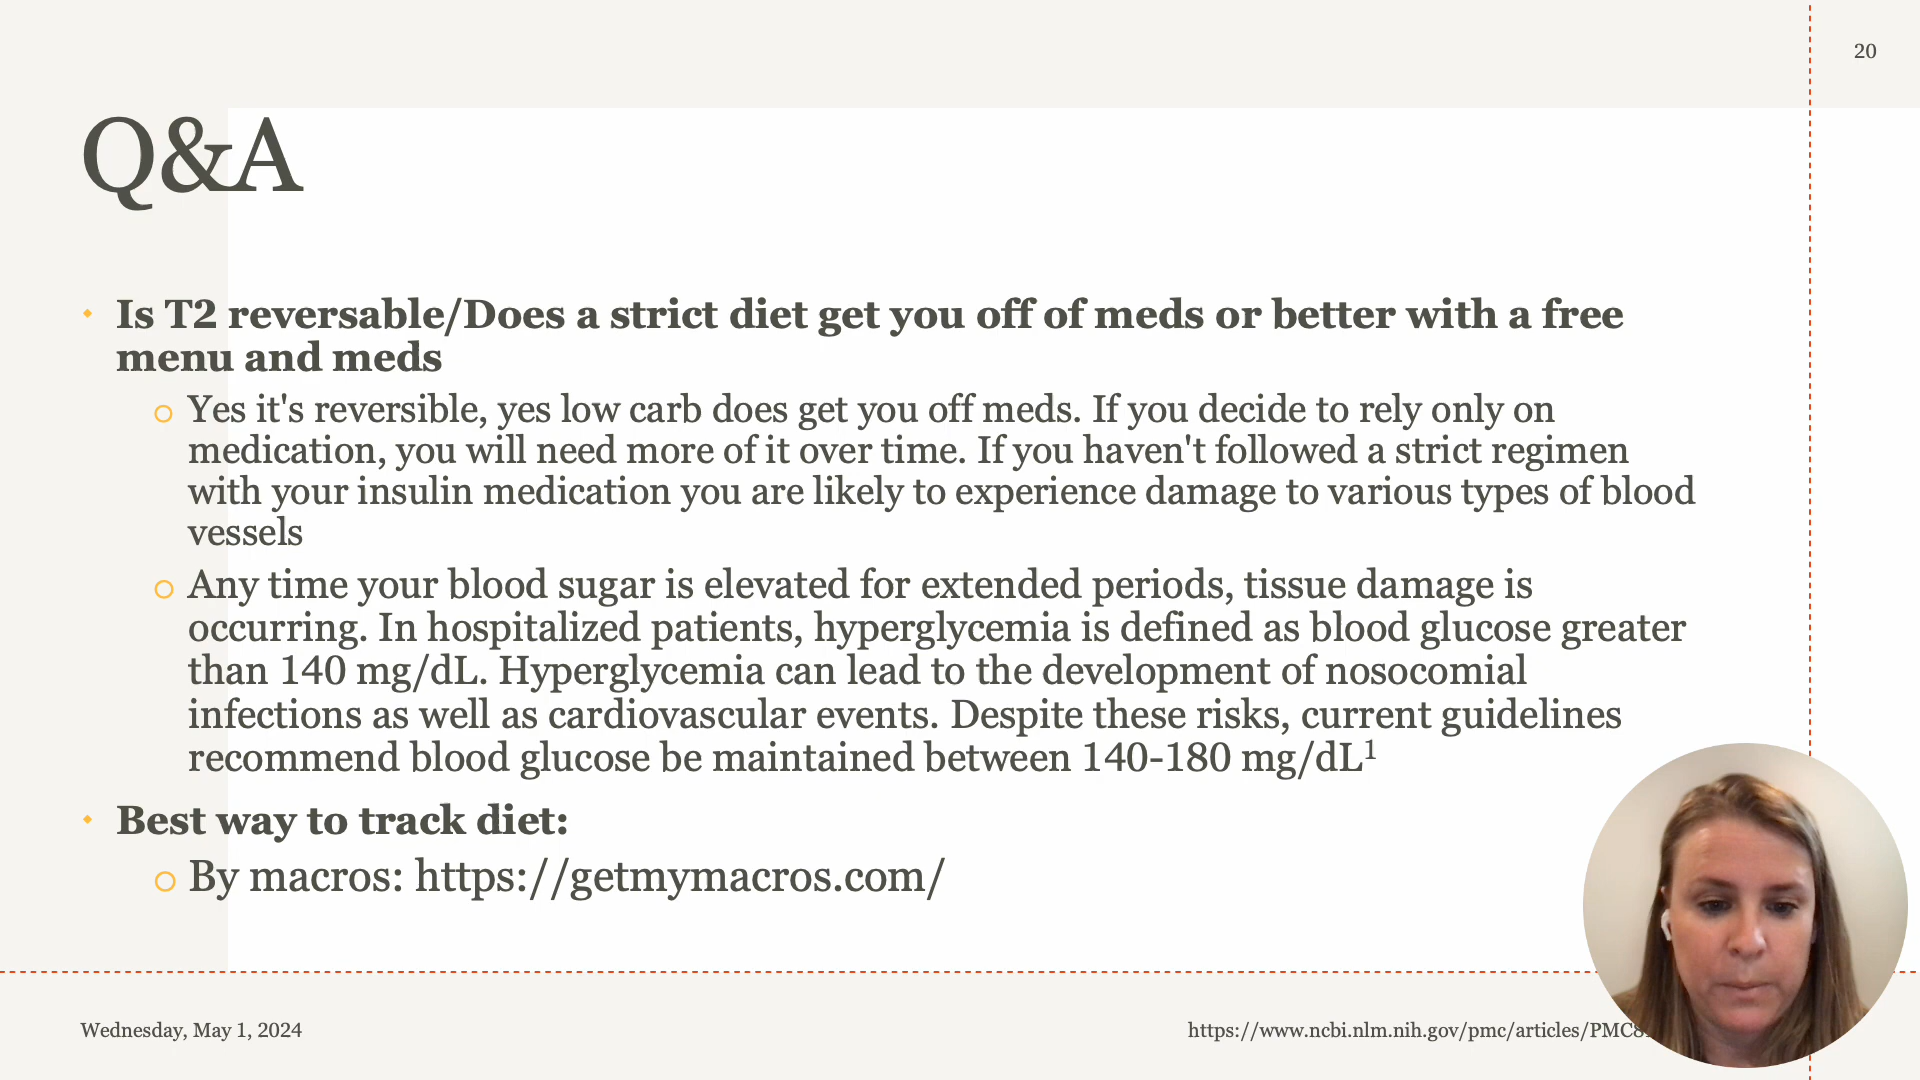 20
Q&A
Is T2 reversable/Does a strict diet get you off of meds or better with a free
menu and meds
Yes it's reversible, yes low carb does get you off meds. If you decide to rely only on
medication, you will need more of it over time. If you haven't followed a strict regimen
with your insulin medication you are likely to experience damage to various types of blood
vessels
Any time your blood sugar is elevated for extended periods, tissue damage is
occurring. In hospitalized patients, hyperglycemia is defined as blood glucose greater
than 140 mg/dL. Hyperglycemia can lead to the development of nosocomial
infections as well as cardiovascular events. Despite these risks, current guidelines
recommend blood glucose be maintained between 140-180 mg/dL¹
Best way to track diet:
By macros: https://getmymacros.com/
Wednesday, May 1, 2024
https://www.ncbi.nlm.nih.gov/pmc/articles/PMC8